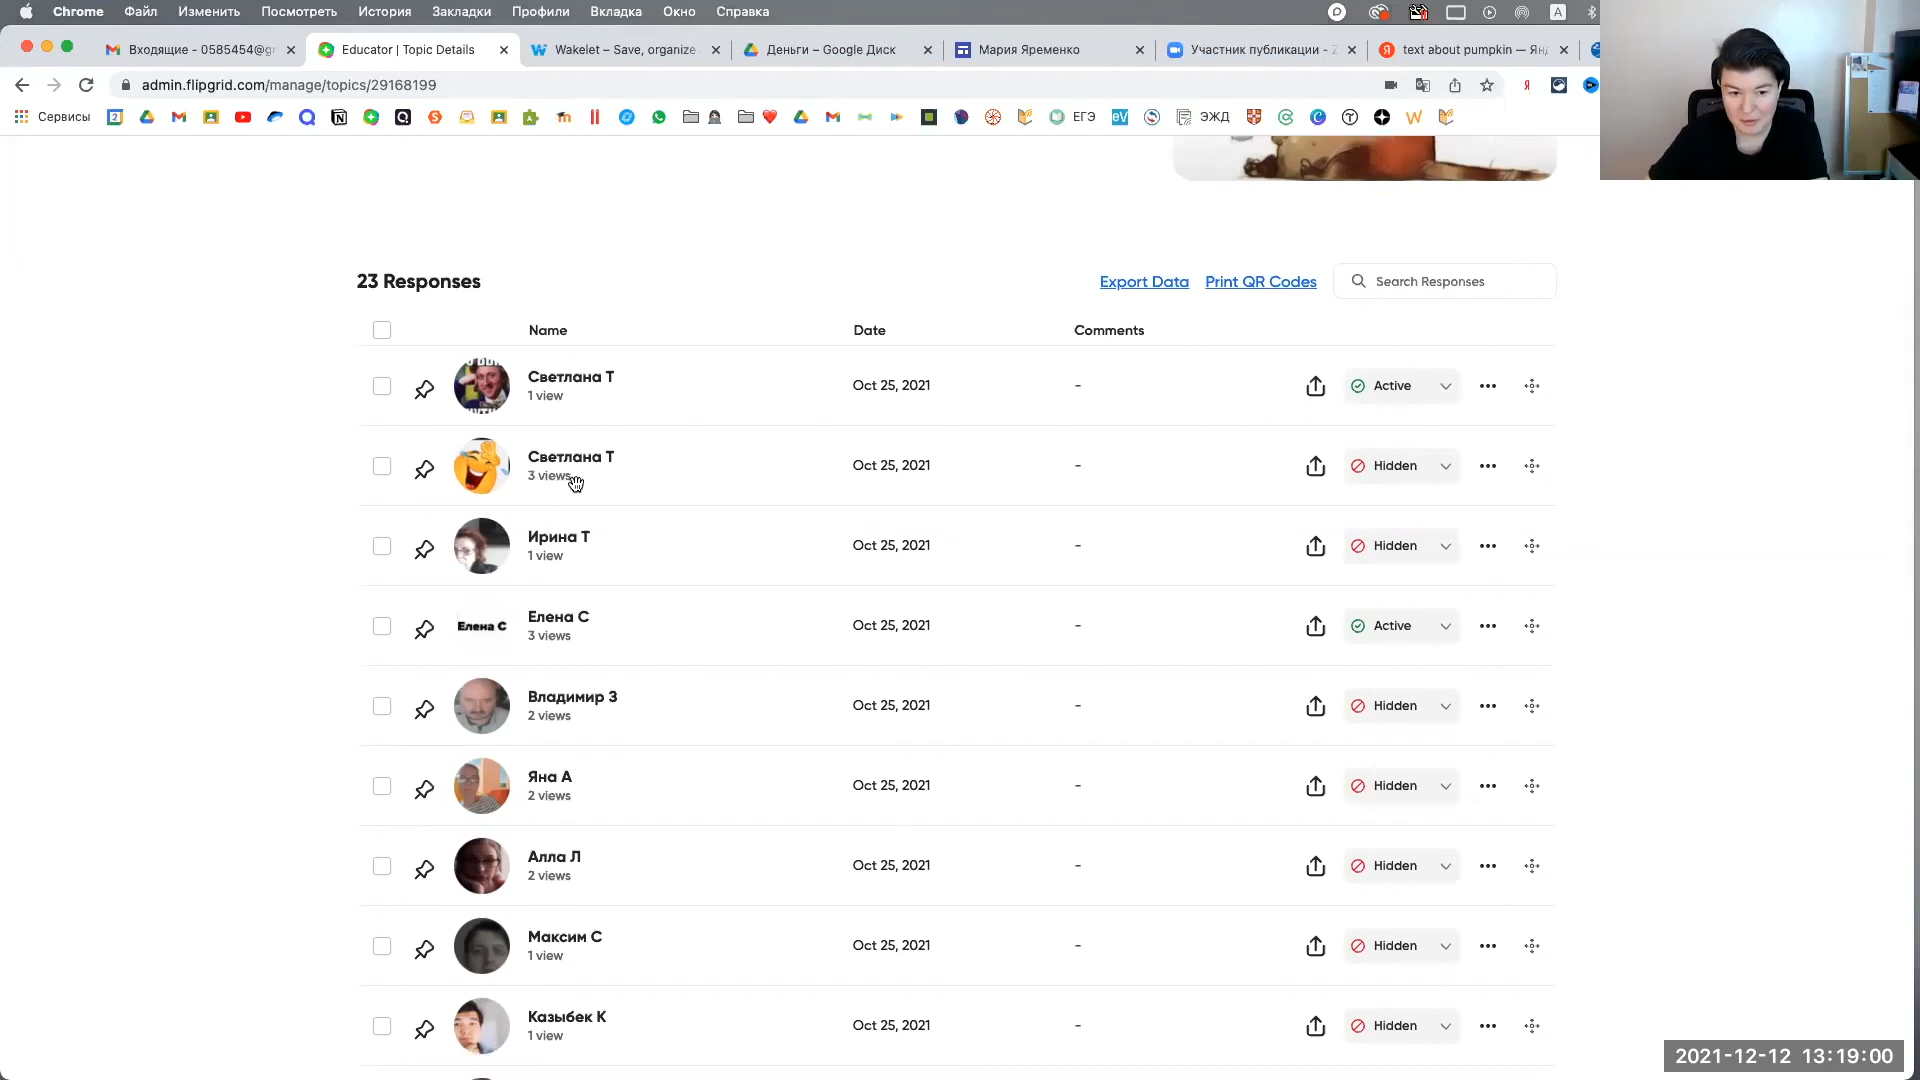 Chrome Файл Изменить Посмотреть История Закладки Профили Вкладка Окно Справка
Входящие - 0585454@gr Educator | Topic Details Wakelet – Save, organize Деньги – Google Диск Мария Яременко Участник публикации - Z text about pumpkin — Ян
admin.flipgrid.com/manage/topics/29168199
Сервисы ЕГЭ eV ЭЖД
23 Responses Export Data Print QR Codes Search Responses
Name Date Comments
Светлана Т
1 view
Oct 25, 2021 - Active
Светлана Т
3 views
Oct 25, 2021 - Hidden
Ирина Т
1 view
Oct 25, 2021 - Hidden
Елена С Елена С
3 views
Oct 25, 2021 - Active
Владимир З
2 views
Oct 25, 2021 - Hidden
Яна А
2 views
Oct 25, 2021 - Hidden
Алла Л
2 views
Oct 25, 2021 - Hidden
Максим С
1 view
Oct 25, 2021 - Hidden
Казыбек К
1 view
Oct 25, 2021 - Hidden
2021-12-12 13:19:00